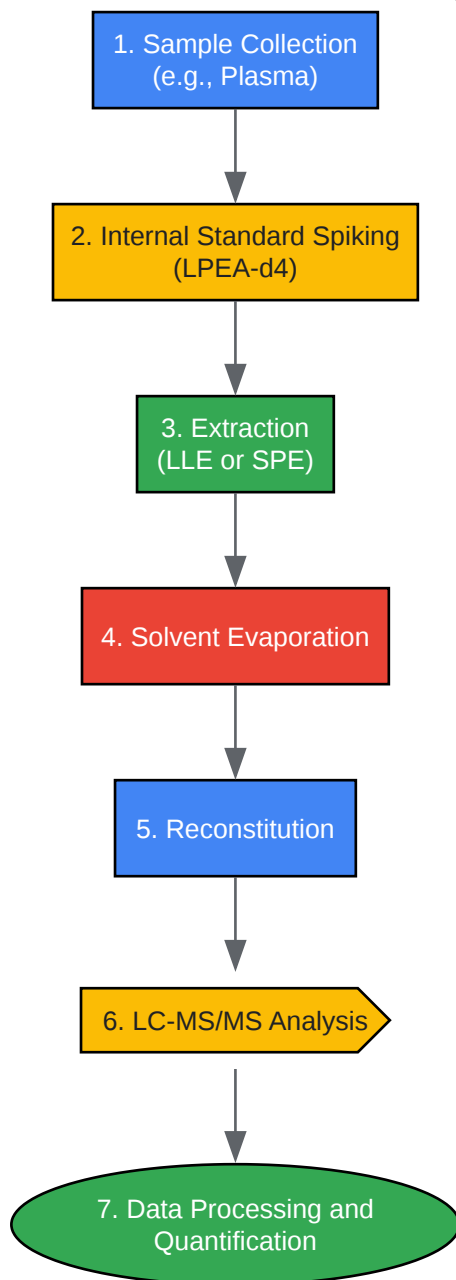 1. Sample Collection
(e.g., Plasma)
2. Internal Standard Spiking
(LPEA-d4)
3. Extraction
(LLE or SPE)
4. Solvent Evaporation
5. Reconstitution
6. LC-MS/MS Analysis
7. Data Processing and
Quantification